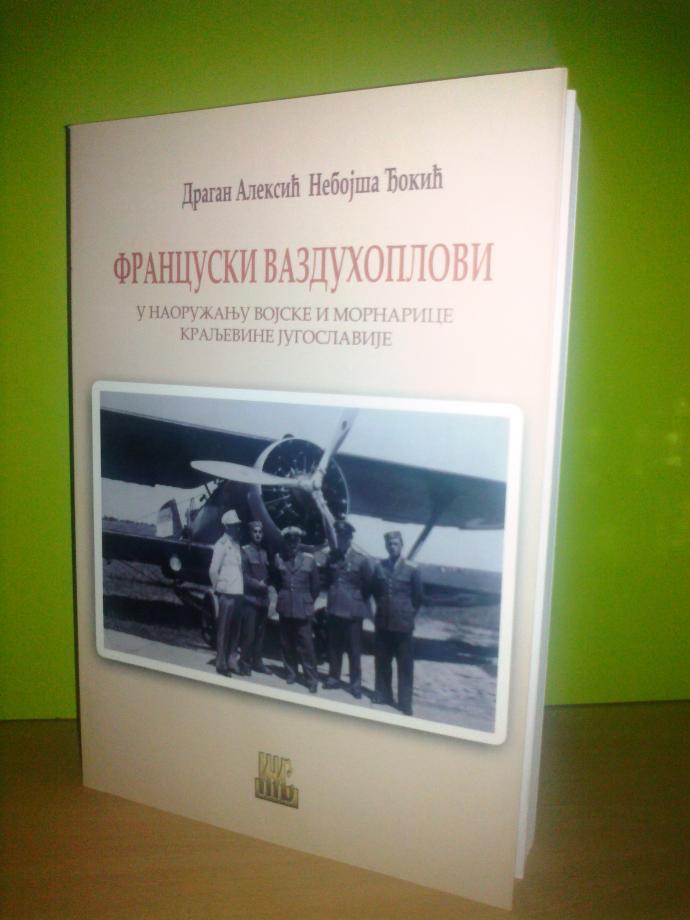 Драган Алексић Небојша Ђокић
ФРАНЦУСКИ ВАЗДУХОПЛОВИ
У НАОРУЖАЊУ ВОЈСКЕ И МОРНАРИЦЕ
КРАЉЕВИНЕ ЈУГОСЛАВИЈЕ